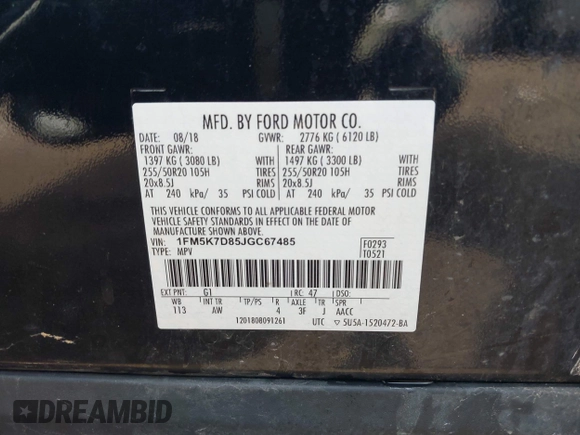 MFD. BY FORD MOTOR CO.
DATE: 08/18 GVWR: 2776 KG ( 6120 LB)
FRONT GAWR: REAR GAWR:
1397 KG ( 3080 LB) WITH 1497 KG ( 3300 LB) WITH
255/50R20 105H TIRES 255/50R20 105H TIRES
20x8.5J RIMS 20x8.5J RIMS
AT 240 kPa/ 35 PSI COLD AT 240 kPa/ 35 PSI COLD
THIS VEHICLE CONFORMS TO ALL APPLICABLE FEDERAL MOTOR
VEHICLE SAFETY STANDARDS IN EFFECT ON THE DATE OF
MANUFACTURE SHOWN ABOVE.
VIN: 1FM5K7D85JGC67485 F0293
TYPE: MPV T0521
EXT PNT: G1 RC: 47 DSO:
WB INT TR TP/PS R AXLE TR SPR
113 AW 4 3F J AACC
1201808091261 UTC ▽ 5U5A-1520472-BA
DREAMBID